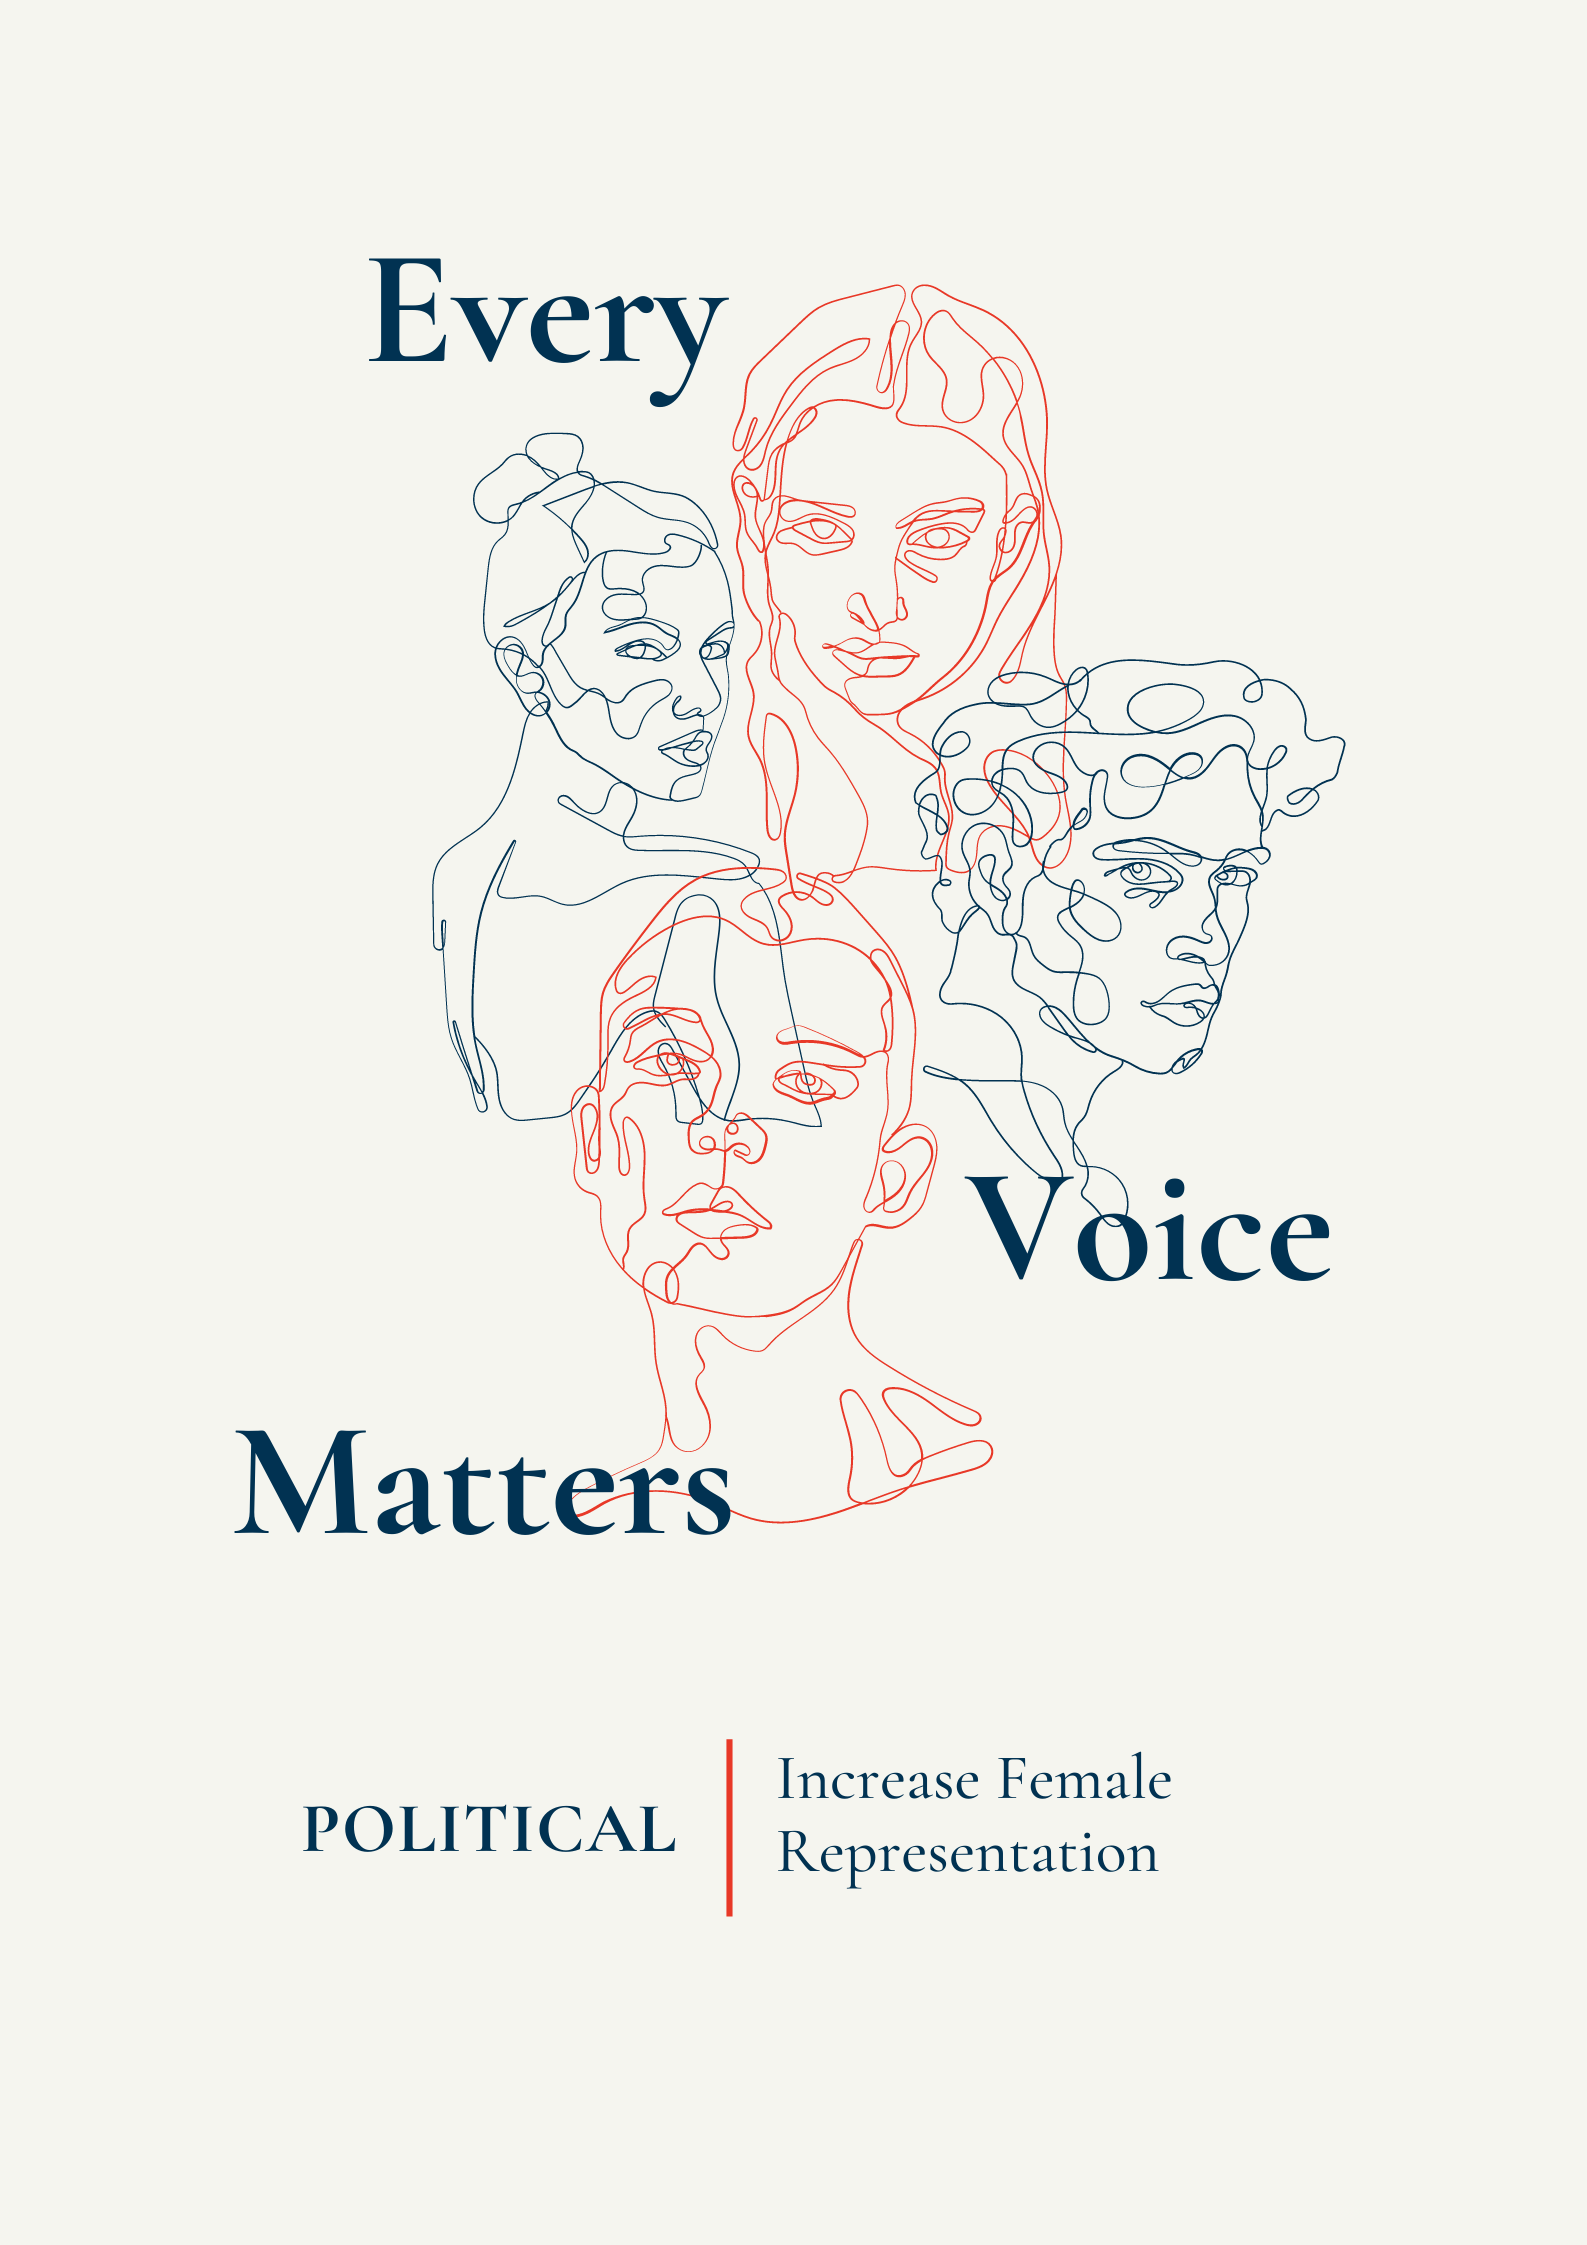 Every
Voice
Matters
POLITICAL
Increase Female
Representation